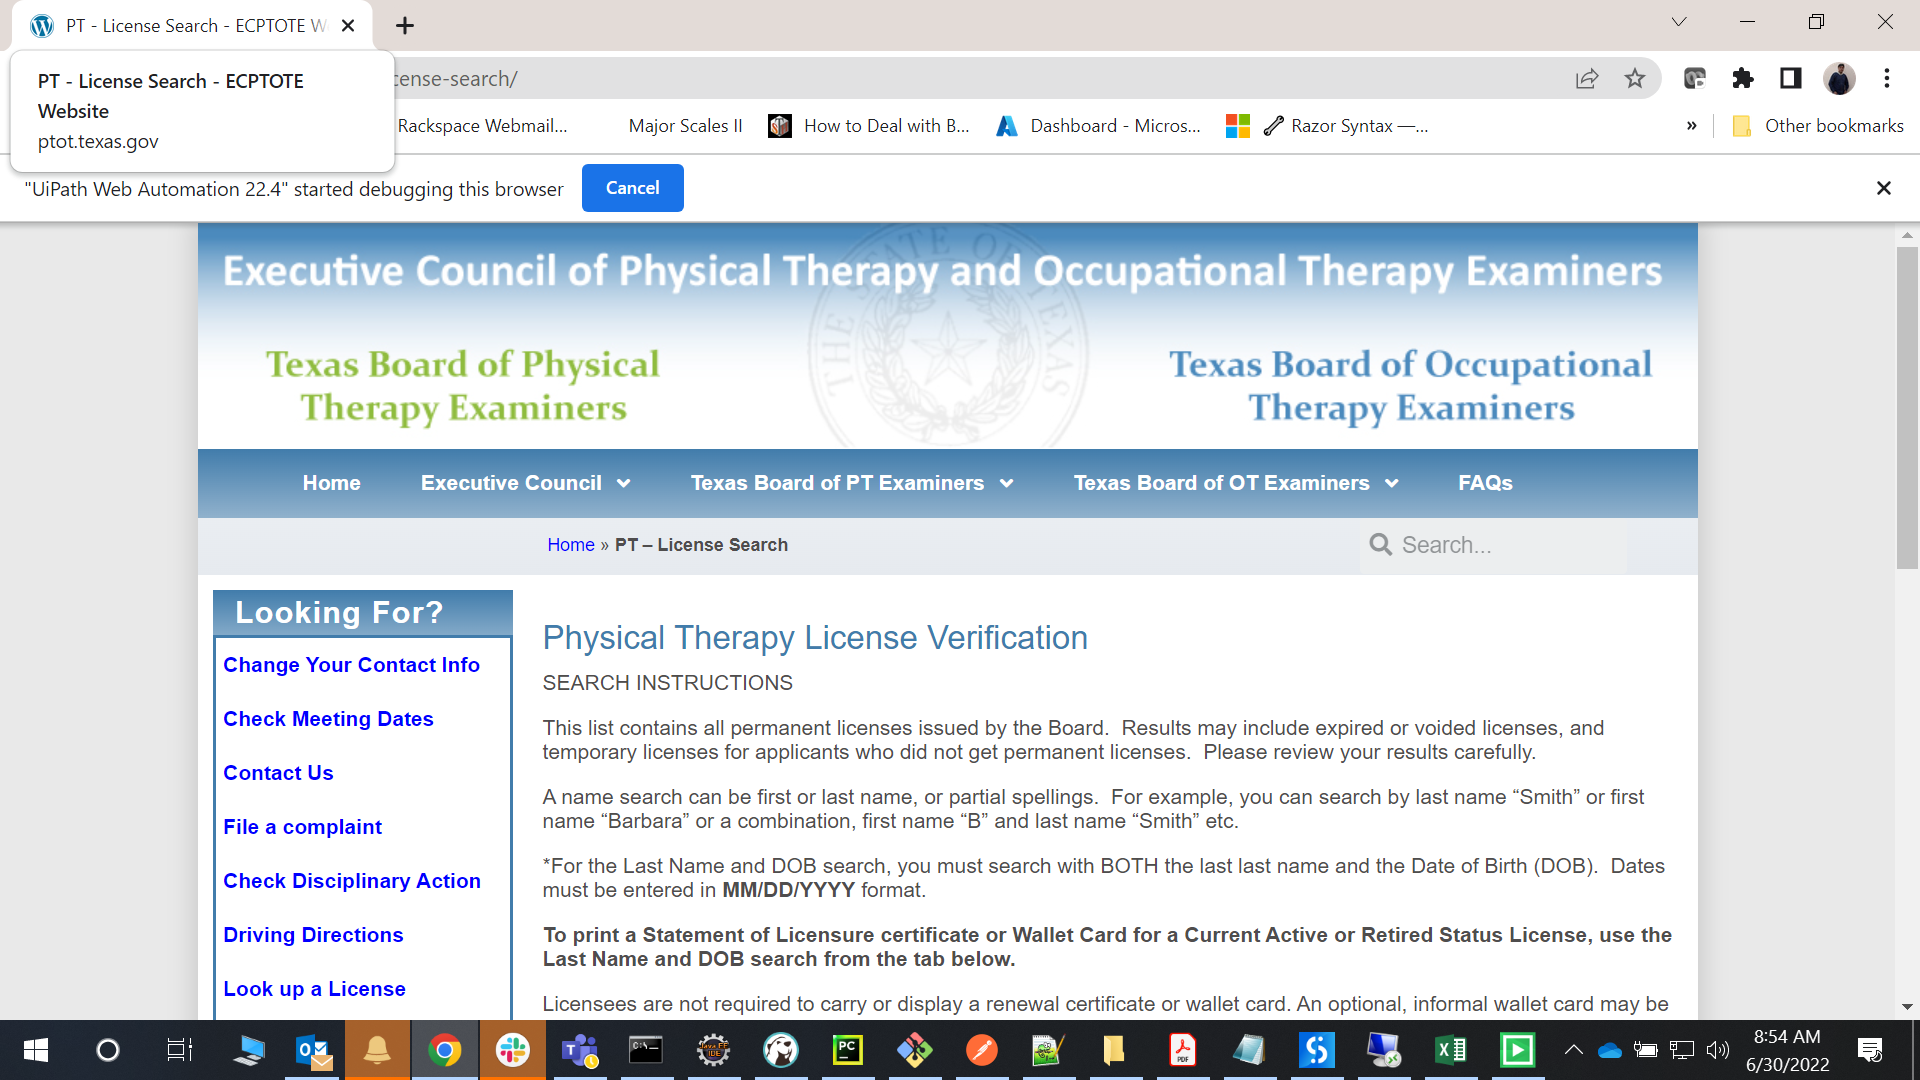 PT - License Search - ECPTOTE W
PT - License Search - ECPTOTE
Website
ptot.texas.gov
cense-search/
Rackspace Webmail...
Major Scales II
How to Deal with B...
Dashboard - Micros...
Razor Syntax —...
»
Other bookmarks
"UiPath Web Automation 22.4" started debugging this browser
Cancel
THE STATE OF TEXAS
Executive Council of Physical Therapy and Occupational Therapy Examiners
Texas Board of Physical
Therapy Examiners
Texas Board of Occupational
Therapy Examiners
Home
Executive Council
Texas Board of PT Examiners
Texas Board of OT Examiners
FAQs
Home » PT – License Search
Search...
Looking For?
Change Your Contact Info
Check Meeting Dates
Contact Us
File a complaint
Check Disciplinary Action
Driving Directions
Look up a License
Physical Therapy License Verification
SEARCH INSTRUCTIONS
This list contains all permanent licenses issued by the Board.  Results may include expired or voided licenses, and
temporary licenses for applicants who did not get permanent licenses.  Please review your results carefully.
A name search can be first or last name, or partial spellings.  For example, you can search by last name “Smith” or first
name “Barbara” or a combination, first name “B” and last name “Smith” etc.
*For the Last Name and DOB search, you must search with BOTH the last last name and the Date of Birth (DOB).  Dates
must be entered in MM/DD/YYYY format.
To print a Statement of Licensure certificate or Wallet Card for a Current Active or Retired Status License, use the
Last Name and DOB search from the tab below.
Licensees are not required to carry or display a renewal certificate or wallet card. An optional, informal wallet card may be
8:54 AM
6/30/2022